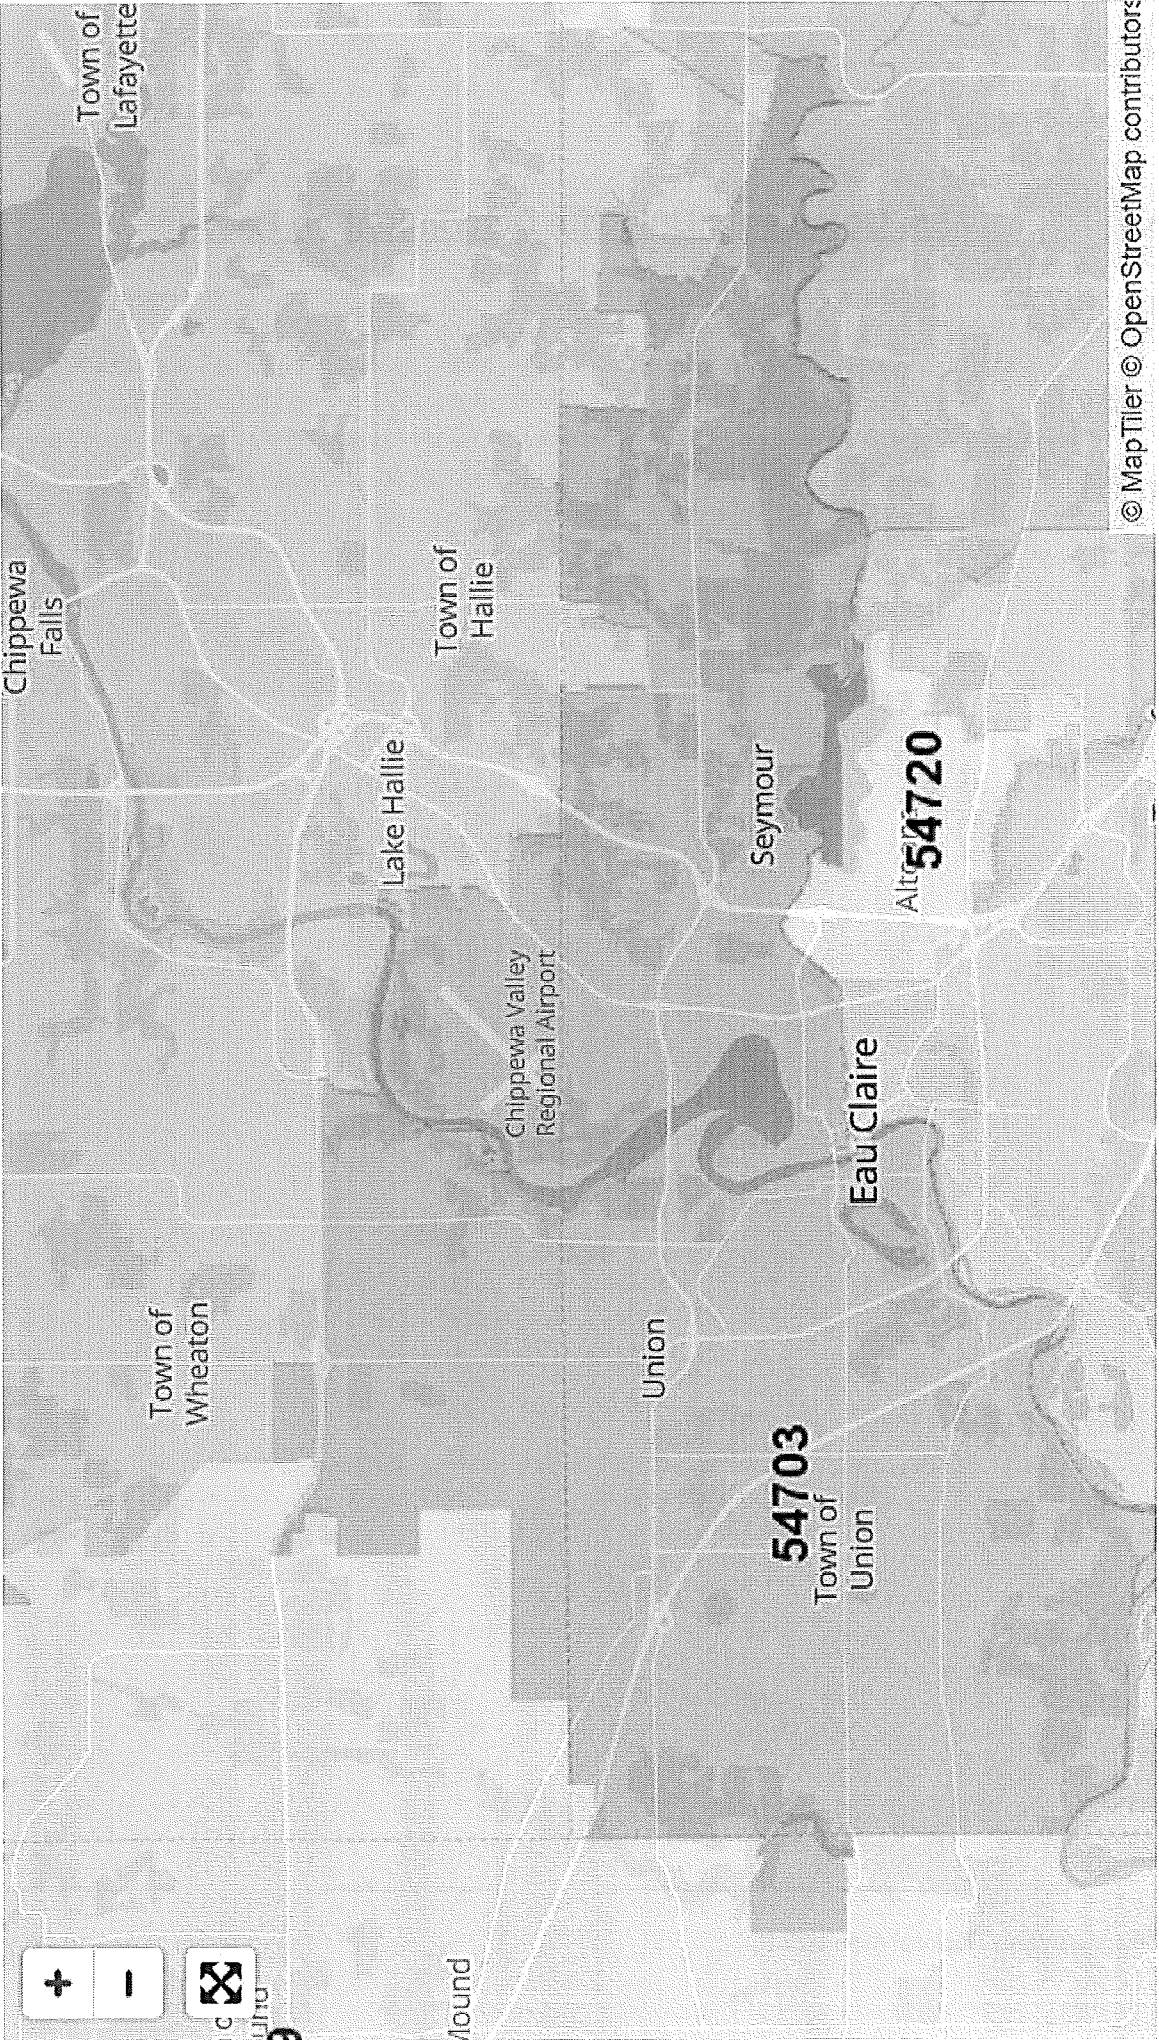 Town of
Lafayette
Chippewa
Falls
Town of
Hallie
Lake Hallie
Chippewa Valley
Regional Airport
Seymour
54720
Eau Claire
Town of
Wheaton
Union
54703
Town of
Union
Mound
+
−
© MapTiler © OpenStreetMap contributors